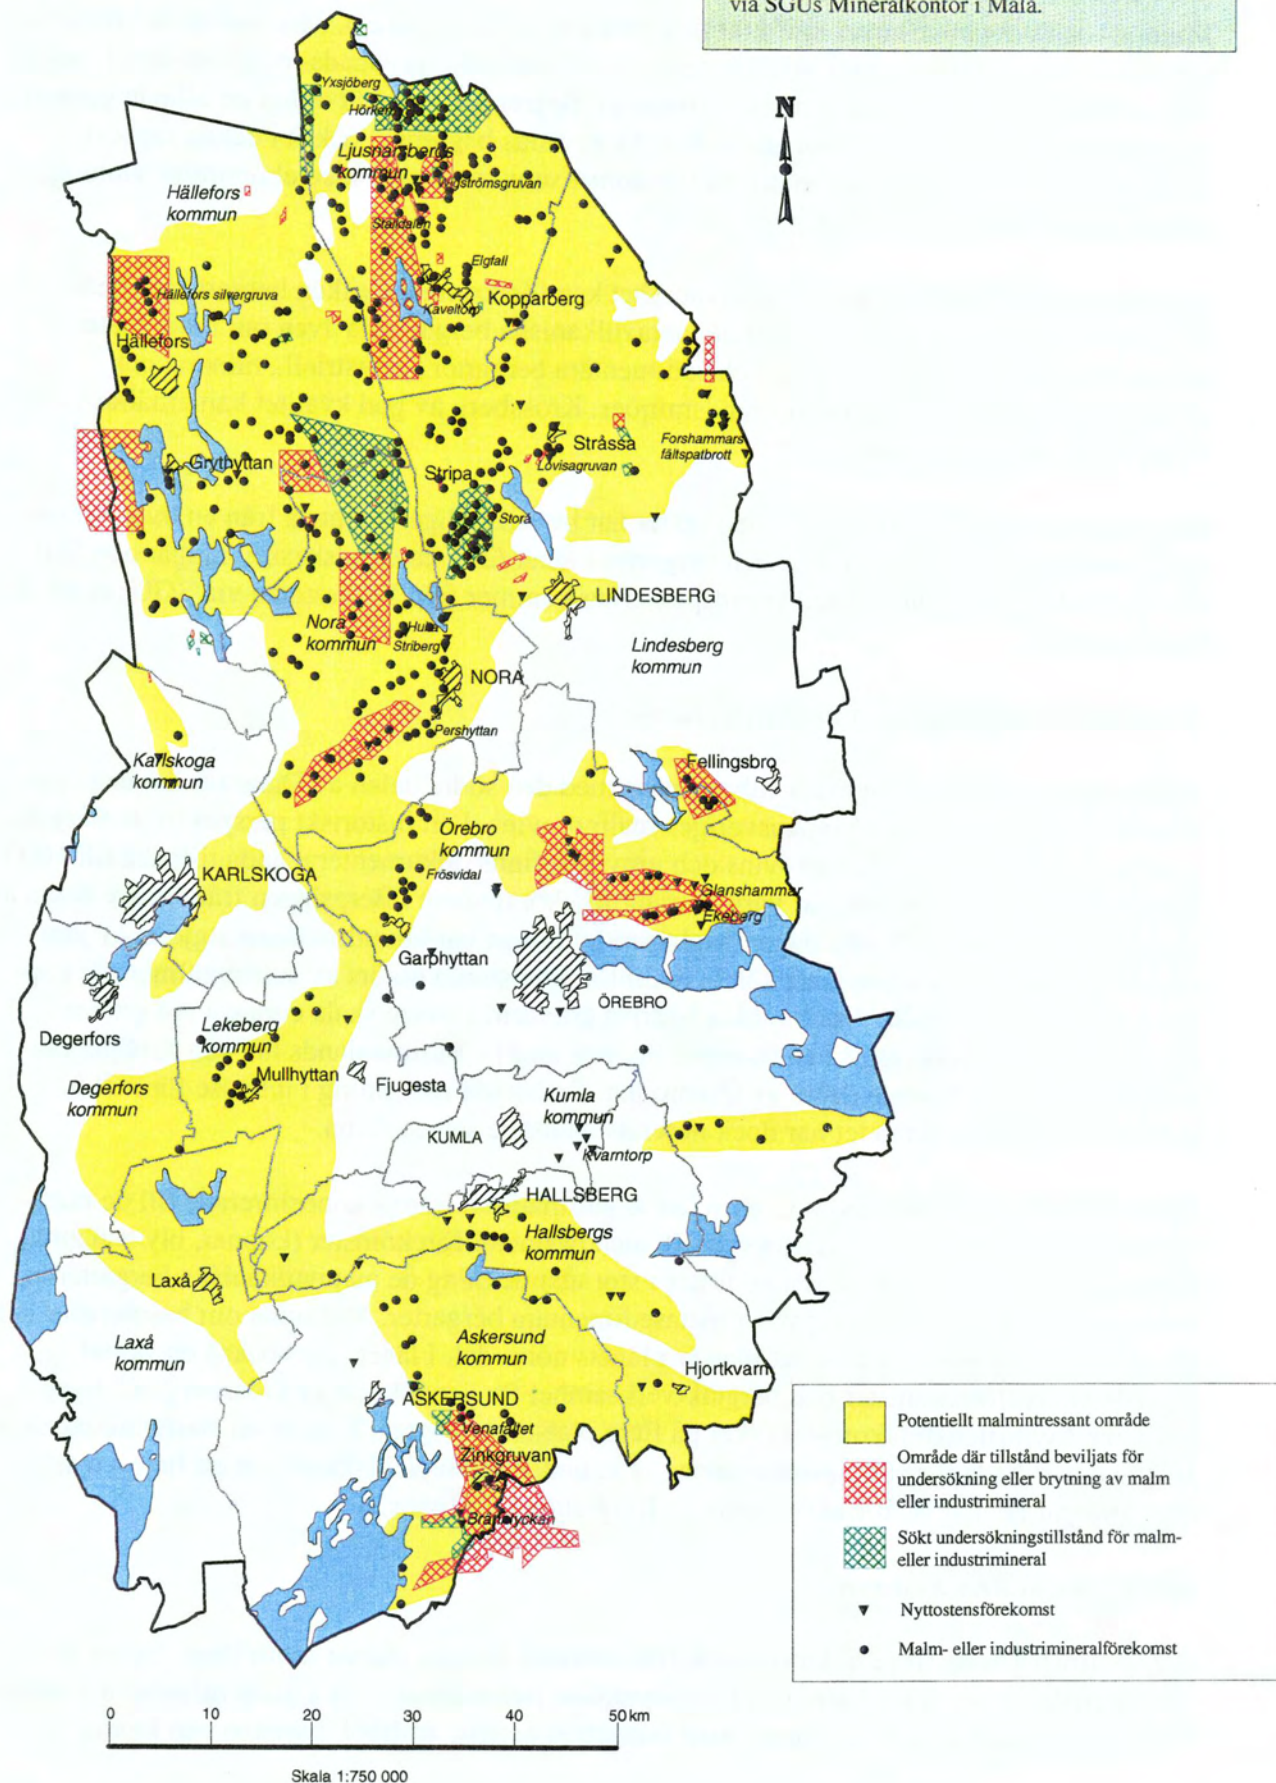 via SGUs Mineralkontor i Malå.
N
Yxsjöberg
Hörken
Ljusnarsbergs
kommun
Wigströmsgruvan
Hällefors
kommun
Ställdalen
Elgfall
Hällefors silvergruva
Kopparberg
Kaveltorp
Hällefors
Stråssa
Forshammars
fältspatbrott
Lovisagruvan
Grythyttan
Stripa
Storå
LINDESBERG
Nora
kommun
Striberg
Lindesberg
kommun
NORA
Pershyttan
Karlskoga
kommun
Fellingsbro
Örebro
kommun
KARLSKOGA
Frösvidal
Glanshammar
Ekeberg
Garphyttan
ÖREBRO
Degerfors
Lekeberg
kommun
Mullhyttan
Fjugesta
Degerfors
kommun
Kumla
kommun
KUMLA
Kvarntorp
HALLSBERG
Hallsbergs
kommun
Laxå
Laxå
kommun
Askersund
kommun
Hjortkvarn
ASKERSUND
Venafältet
Zinkgruvan
Potentiellt malmintressant område
Område där tillstånd beviljats för
undersökning eller brytning av malm
eller industrimineral
Sökt undersökningstillstånd för malm-
eller industrimineral
Nyttostensförekomst
Malm- eller industrimineralförekomst
0 10 20 30 40 50 km
Skala 1:750 000